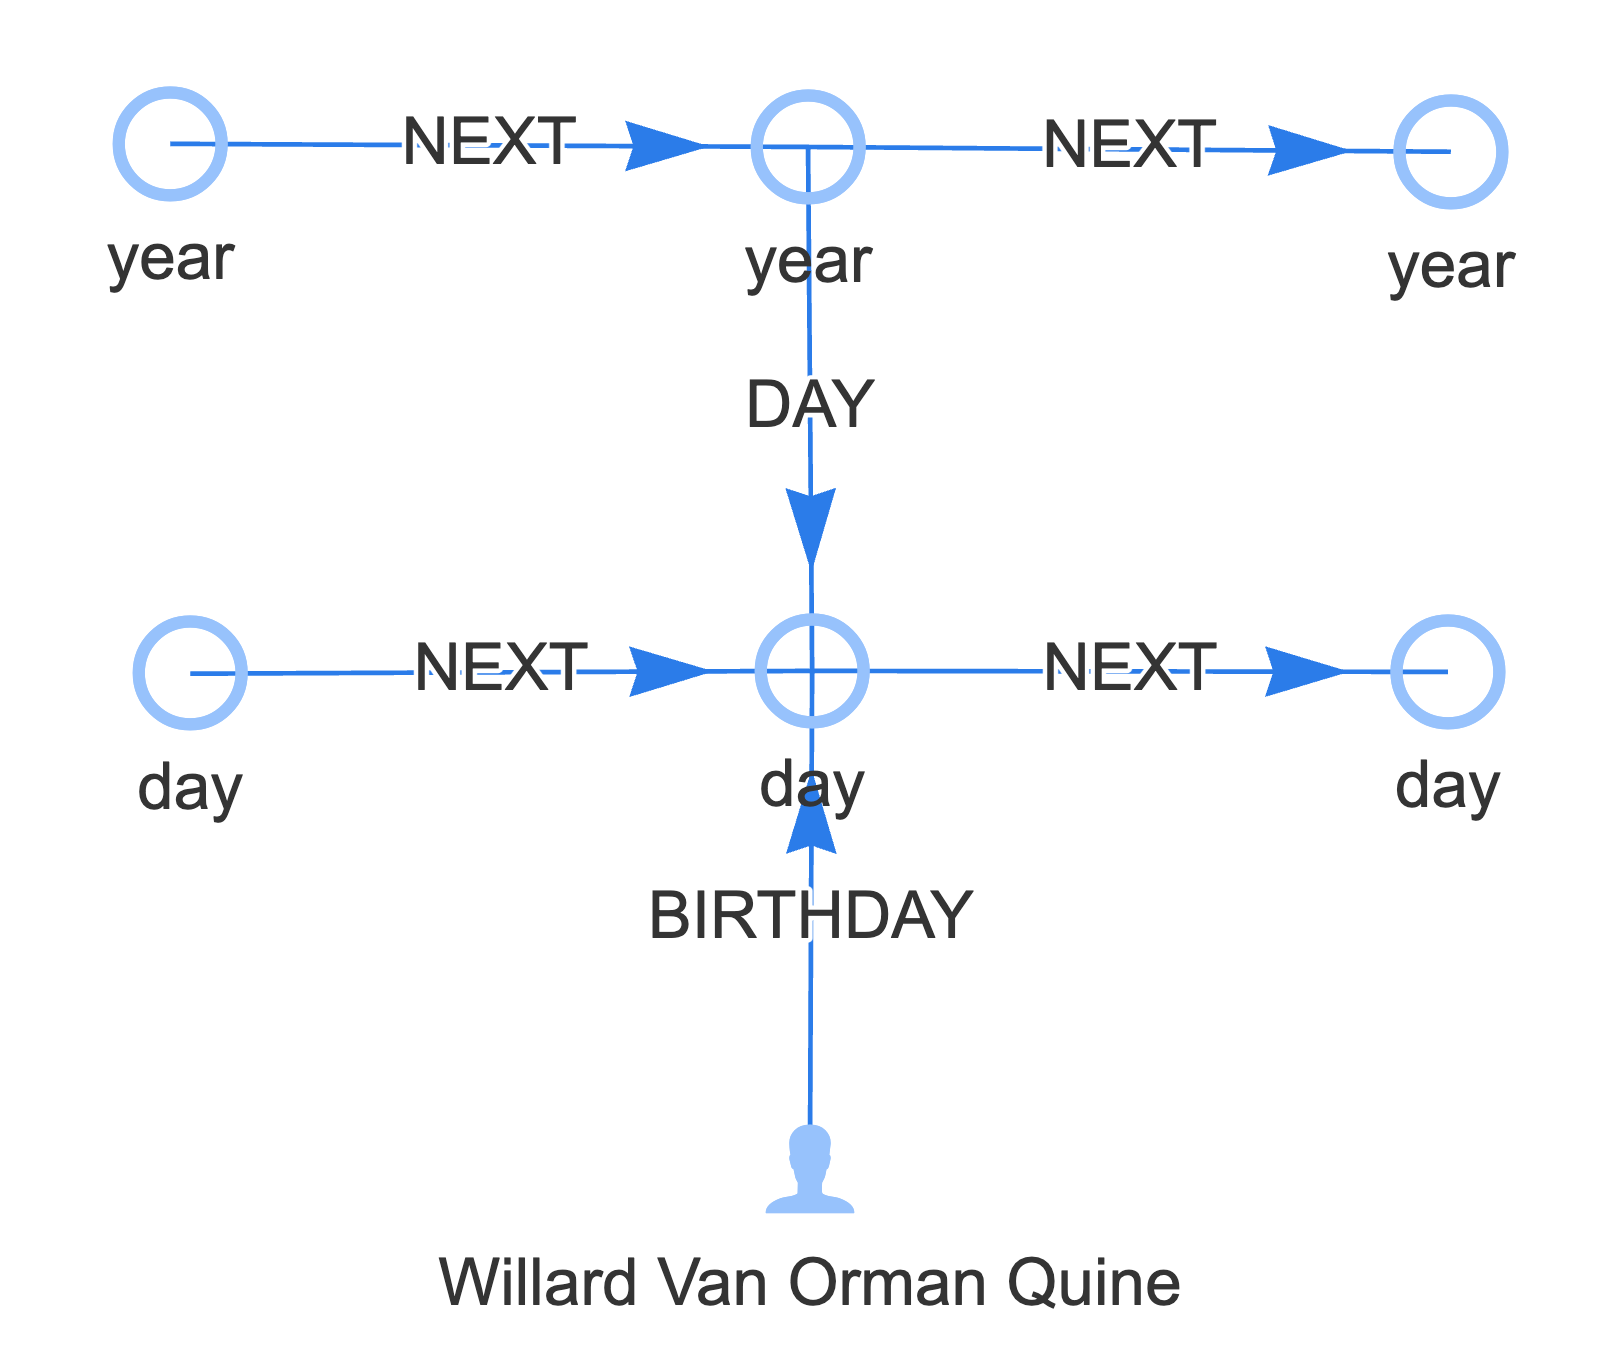 NEXT NEXT
year year year
DAY
NEXT NEXT
day day day
BIRTHDAY
Willard Van Orman Quine